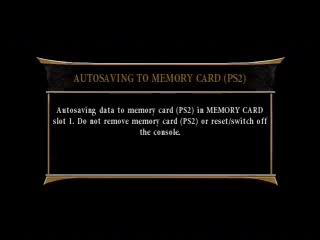 AUTOSAVING TO MEMORY CARD (PS2)
Autosaving data to memory card (PS2) in MEMORY CARD
slot 1. Do not remove memory card (PS2) or reset/switch off
the console.